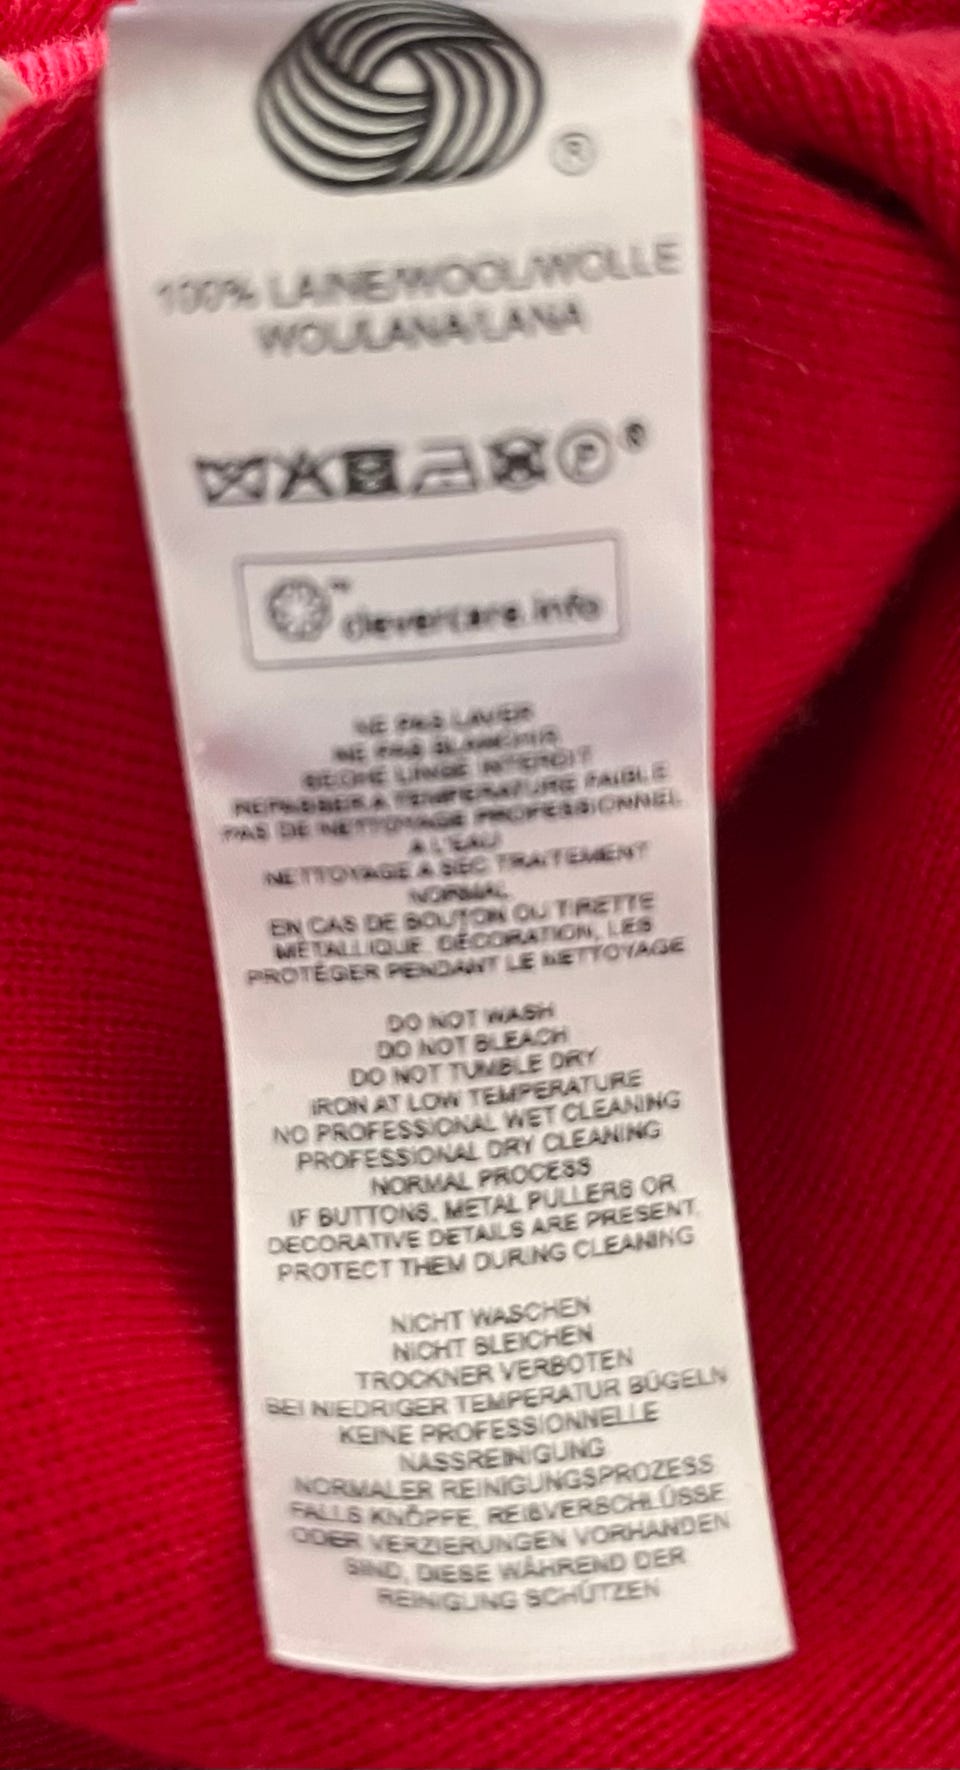 ®
100% LAINE/WOOL/WOLLE
WOL/LANA/LANA
P ®
™
clevercare.info
NE PAS LAVER
NE PAS BLANCHIR
SÈCHE LINGE INTERDIT
REPASSER A TEMPERATURE FAIBLE
PAS DE NETTOYAGE PROFESSIONNEL
A L'EAU
NETTOYAGE A SEC TRAITEMENT
NORMAL
EN CAS DE BOUTON OU TIRETTE
METALLIQUE, DÉCORATION, LES
PROTÉGER PENDANT LE NETTOYAGE
DO NOT WASH
DO NOT BLEACH
DO NOT TUMBLE DRY
IRON AT LOW TEMPERATURE
NO PROFESSIONAL WET CLEANING
PROFESSIONAL DRY CLEANING
NORMAL PROCESS
IF BUTTONS, METAL PULLERS OR
DECORATIVE DETAILS ARE PRESENT,
PROTECT THEM DURING CLEANING
NICHT WASCHEN
NICHT BLEICHEN
TROCKNER VERBOTEN
BEI NIEDRIGER TEMPERATUR BÜGELN
KEINE PROFESSIONNELLE
NASSREINIGUNG
NORMALER REINIGUNGSPROZESS
FALLS KNÖPFE, REIßVERSCHLÜSSE
ODER VERZIERUNGEN VORHANDEN
SIND, DIESE WÄHREND DER
REINIGUNG SCHÜTZEN